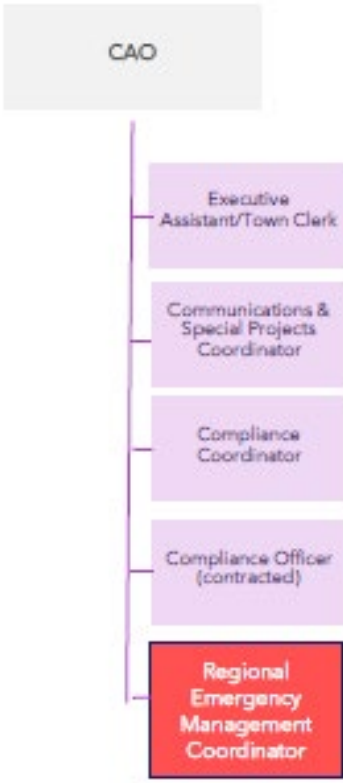 CAO
Executive
Assistant/Town Clerk
Communications &
Special Projects
Coordinator
Compliance
Coordinator
Compliance Officer
(contracted)
Regional
Emergency
Management
Coordinator